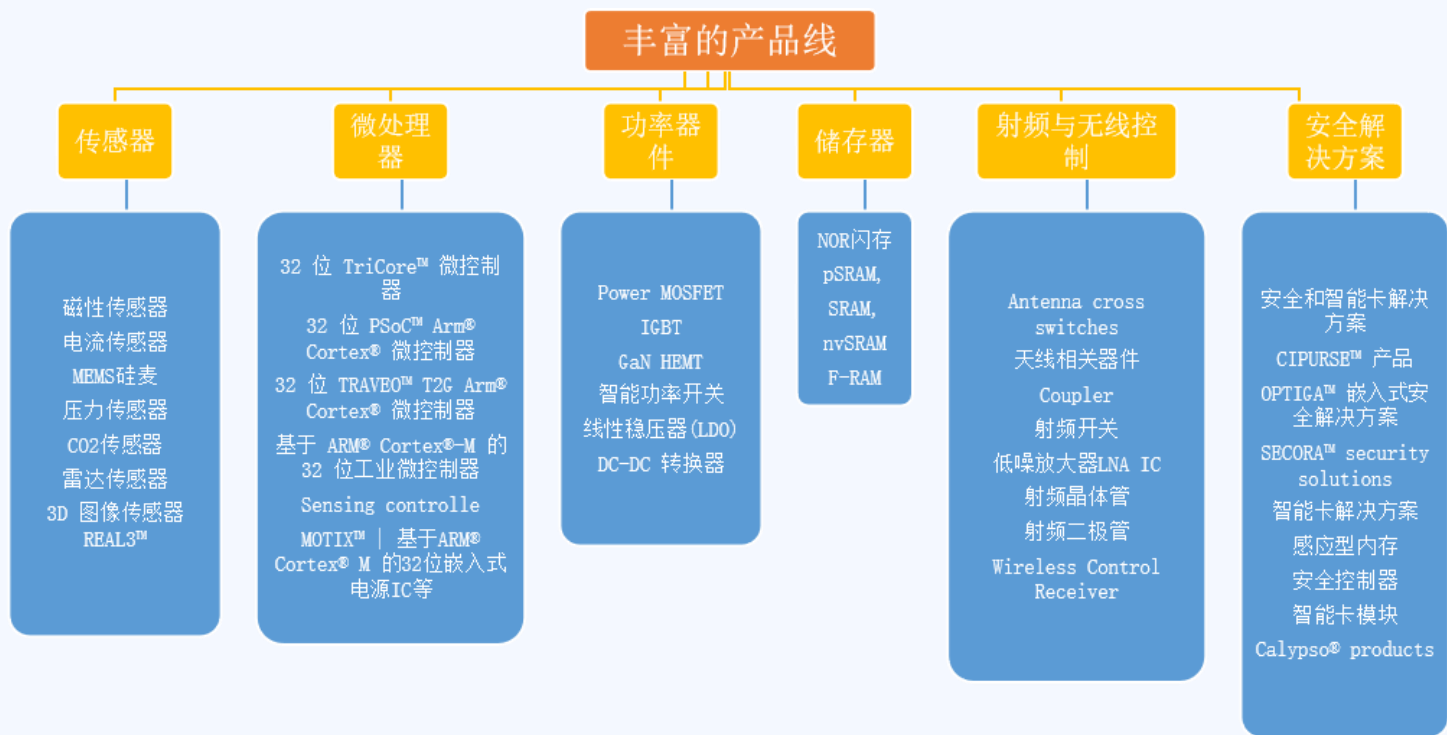 丰富的产品线
传感器
微处理
器
功率器
件
储存器
射频与无线控
制
安全解
决方案
磁性传感器
电流传感器
MEMS硅麦
压力传感器
CO2传感器
雷达传感器
3D 图像传感器
REAL3™
32 位 TriCore™ 微控制
器
32 位 PSoC™ Arm®
Cortex® 微控制器
32 位 TRAVEO™ T2G Arm®
Cortex® 微控制器
基于 ARM® Cortex®-M 的
32 位工业微控制器
Sensing controlle
MOTIX™ | 基于ARM®
Cortex® M 的32位嵌入式
电源IC等
Power MOSFET
IGBT
GaN HEMT
智能功率开关
线性稳压器(LDO)
DC-DC 转换器
NOR闪存
pSRAM,
SRAM,
nvSRAM
F-RAM
Antenna cross
switches
天线相关器件
Coupler
射频开关
低噪放大器LNA IC
射频晶体管
射频二极管
Wireless Control
Receiver
安全和智能卡解决
方案
CIPURSE™ 产品
OPTIGA™ 嵌入式安
全解决方案
SECORA™ security
solutions
智能卡解决方案
感应型内存
安全控制器
智能卡模块
Calypso® products